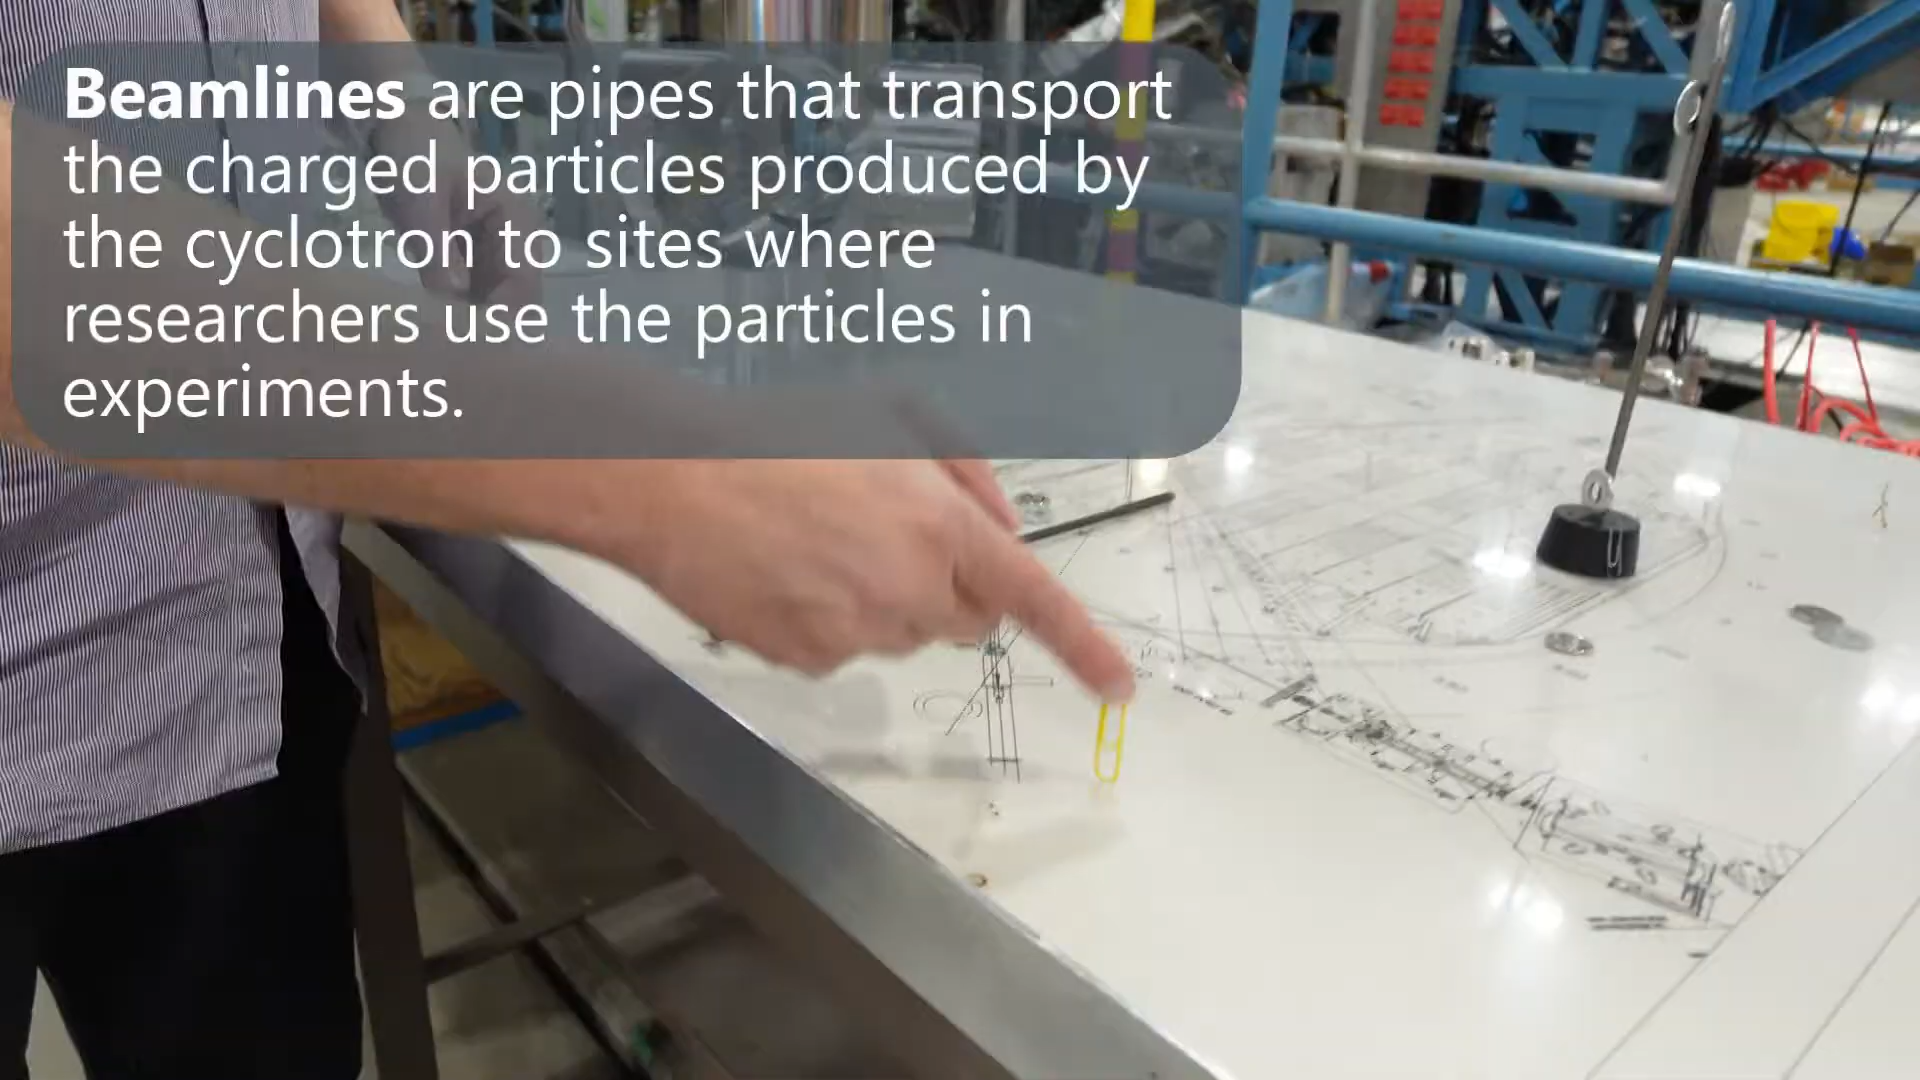 Beamlines are pipes that transport
the charged particles produced by
the cyclotron to sites where
researchers use the particles in
experiments.